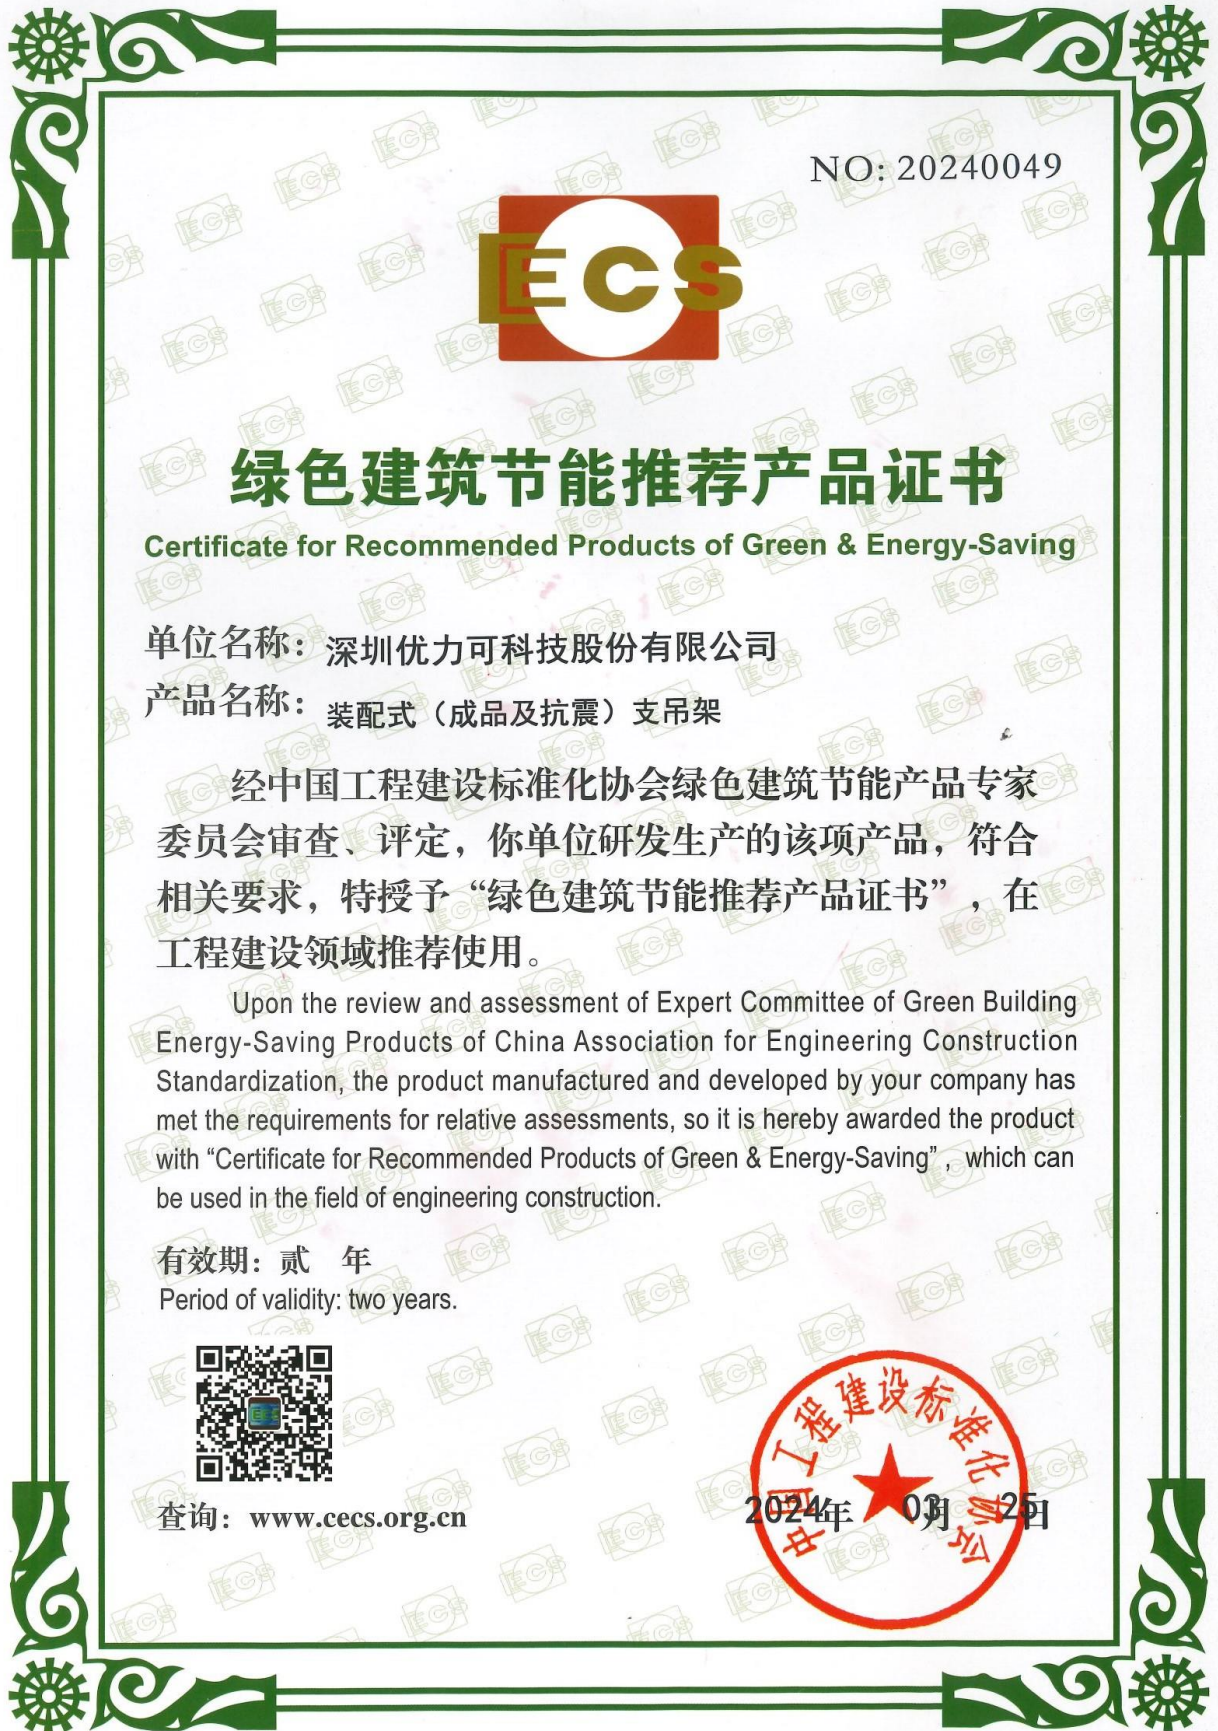 NO: 20240049
ECS
绿色建筑节能推荐产品证书
Certificate for Recommended Products of Green & Energy-Saving
单位名称：深圳优力可科技股份有限公司
产品名称：装配式（成品及抗震）支吊架
经中国工程建设标准化协会绿色建筑节能产品专家
委员会审查、评定，你单位研发生产的该项产品，符合
相关要求，特授予“绿色建筑节能推荐产品证书”，在
工程建设领域推荐使用。
Upon the review and assessment of Expert Committee of Green Building
Energy-Saving Products of China Association for Engineering Construction
Standardization, the product manufactured and developed by your company has
met the requirements for relative assessments, so it is hereby awarded the product
with “Certificate for Recommended Products of Green & Energy-Saving”, which can
be used in the field of engineering construction.
有效期：贰 年
Period of validity: two years.
ECS
查询：www.cecs.org.cn
中国工程建设标准化协会
2024年 03月 25日